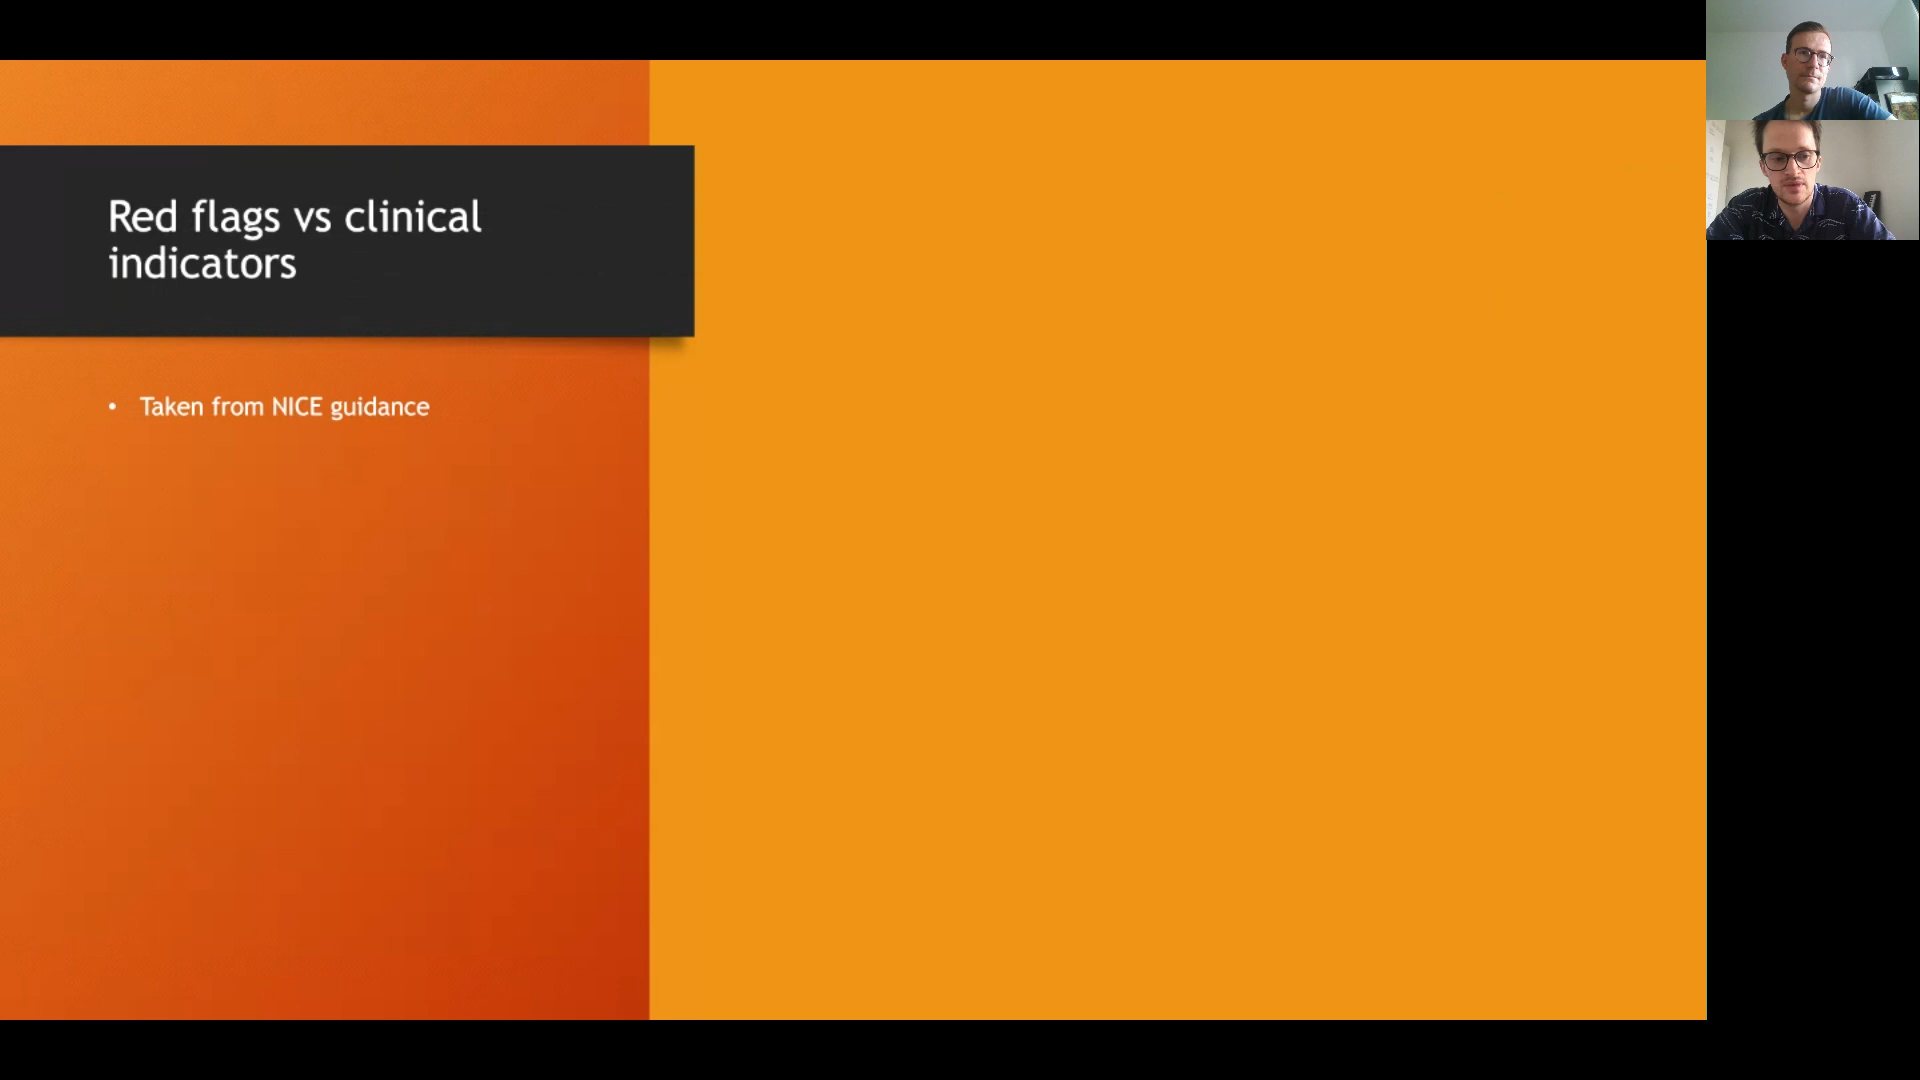 Red flags vs clinical
indicators
• Taken from NICE guidance